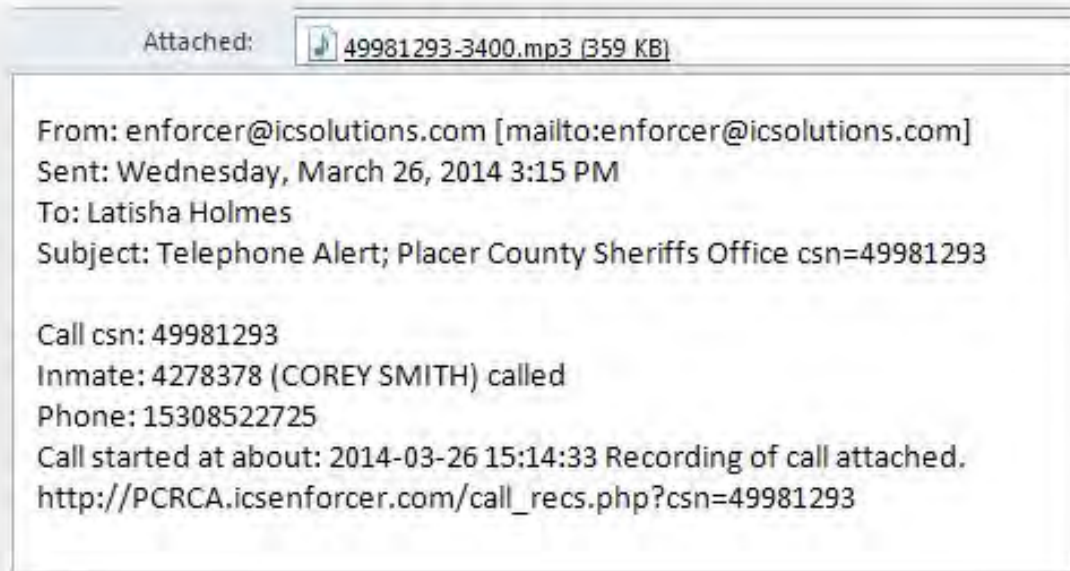 Attached: 49981293-3400.mp3 (359 KB)
From: enforcer@icsolutions.com [mailto:enforcer@icsolutions.com]
Sent: Wednesday, March 26, 2014 3:15 PM
To: Latisha Holmes
Subject: Telephone Alert; Placer County Sheriffs Office csn=49981293
Call csn: 49981293
Inmate: 4278378 (COREY SMITH) called
Phone: 15308522725
Call started at about: 2014-03-26 15:14:33 Recording of call attached.
http://PCRCA.icsenforcer.com/call_recs.php?csn=49981293